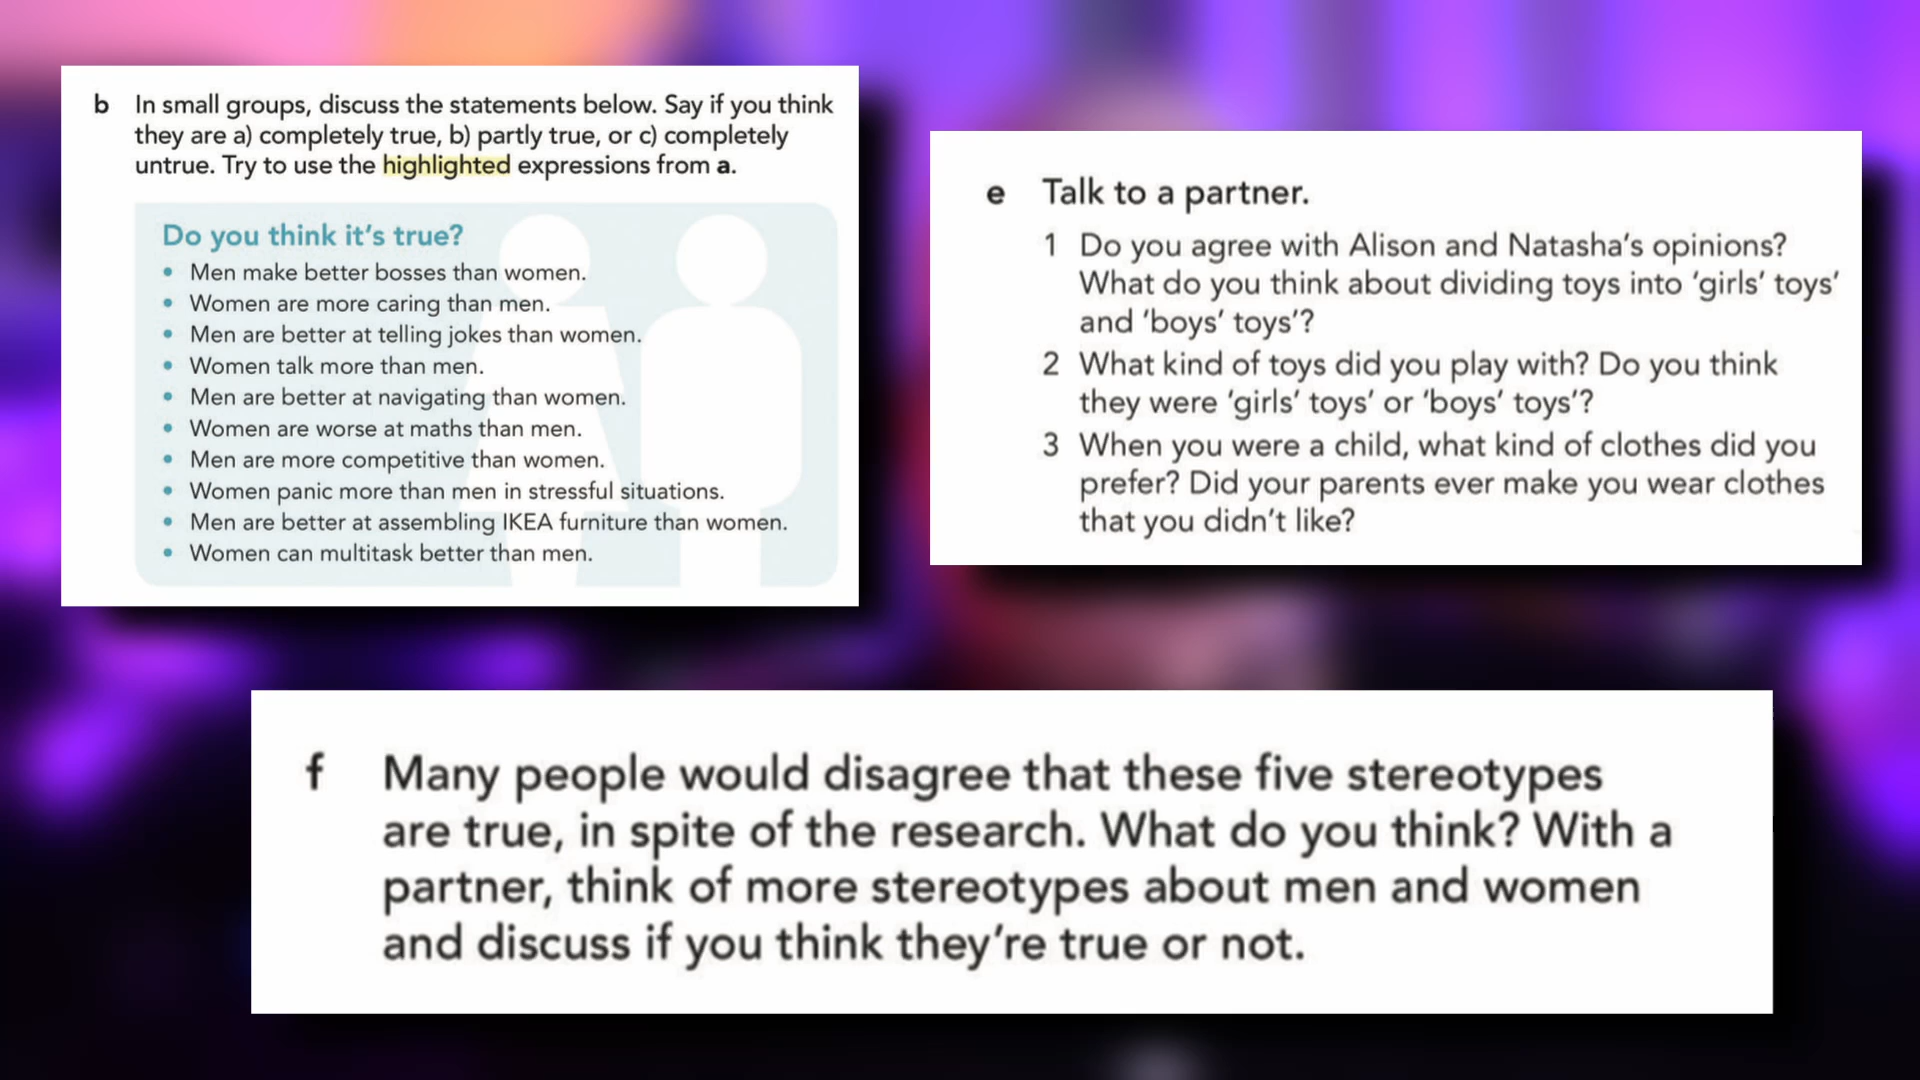 b In small groups, discuss the statements below. Say if you think
they are a) completely true, b) partly true, or c) completely
untrue. Try to use the highlighted expressions from a.
Do you think it's true?
• Men make better bosses than women.
• Women are more caring than men.
• Men are better at telling jokes than women.
• Women talk more than men.
• Men are better at navigating than women.
• Women are worse at maths than men.
• Men are more competitive than women.
• Women panic more than men in stressful situations.
• Men are better at assembling IKEA furniture than women.
• Women can multitask better than men.
e Talk to a partner.
1 Do you agree with Alison and Natasha's opinions?
What do you think about dividing toys into 'girls' toys'
and 'boys' toys'?
2 What kind of toys did you play with? Do you think
they were 'girls' toys' or 'boys' toys'?
3 When you were a child, what kind of clothes did you
prefer? Did your parents ever make you wear clothes
that you didn't like?
f Many people would disagree that these five stereotypes
are true, in spite of the research. What do you think? With a
partner, think of more stereotypes about men and women
and discuss if you think they're true or not.